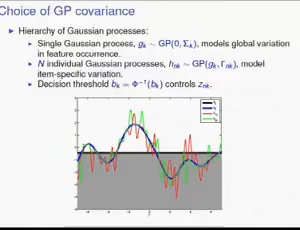 Choice of GP covariance
▶ Hierarchy of Gaussian processes:
▶ Single Gaussian process, gₖ ∼ GP(0, Σₖ), models global variation
in feature occurrence.
▶ N individual Gaussian processes, hₙₖ ∼ GP(gₖ, Γₙₖ), model
item-specific variation.
▶ Decision threshold bₖ = Φ⁻¹(bₖ) controls zₙₖ.